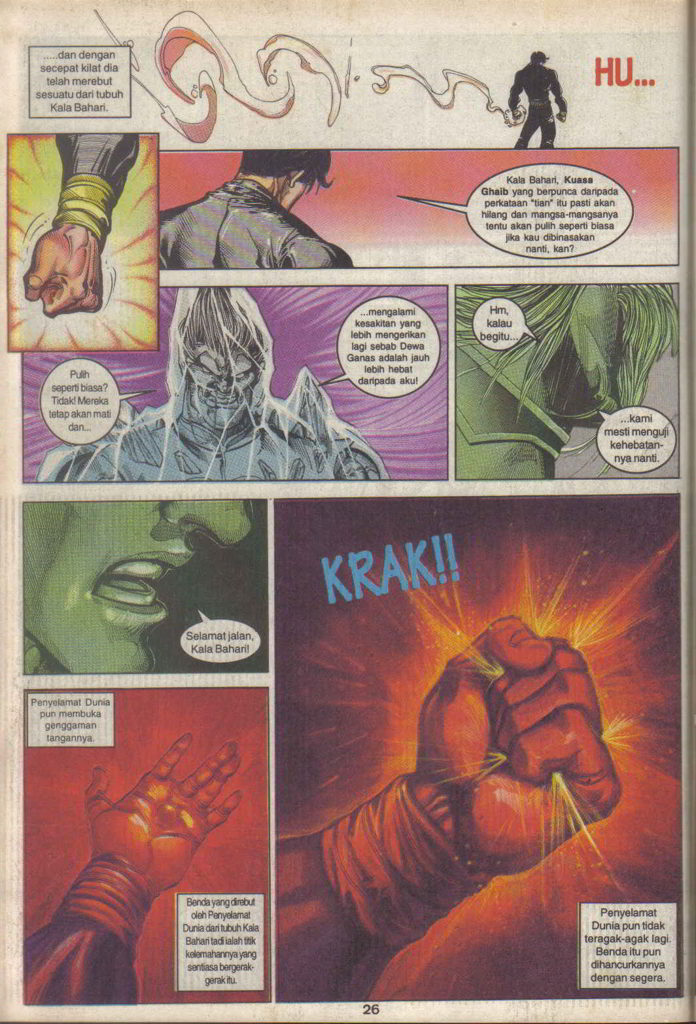 .....dan dengan
secepat kilat dia
telah merebut
sesuatu dari tubuh
Kala Bahari.
HU...
Kala Bahari, Kuasa
Ghaib yang berpunca daripada
perkataan "tian" itu pasti akan
hilang dan mangsa-mangsanya
tentu akan pulih seperti biasa
jika kau dibinasakan
nanti, kan?
Pulih
seperti biasa?
Tidak! Mereka
tetap akan mati
dan...
...mengalami
kesakitan yang
lebih mengerikan
lagi sebab Dewa
Ganas adalah jauh
lebih hebat
daripada aku!
Hm,
kalau
begitu...
...kami
mesti menguji
kehebatan-
nya nanti.
Selamat jalan,
Kala Bahari!
KRAK!!
Penyelamat Dunia
pun membuka
genggaman
tangannya.
Benda yang direbut
oleh Penyelamat
Dunia dari tubuh Kala
Bahari tadi ialah titik
kelemahannya yang
sentiasa bergerak-
gerak itu.
Penyelamat
Dunia pun tidak
teragak-agak lagi.
Benda itu pun
dihancurkannya
dengan segera.
26